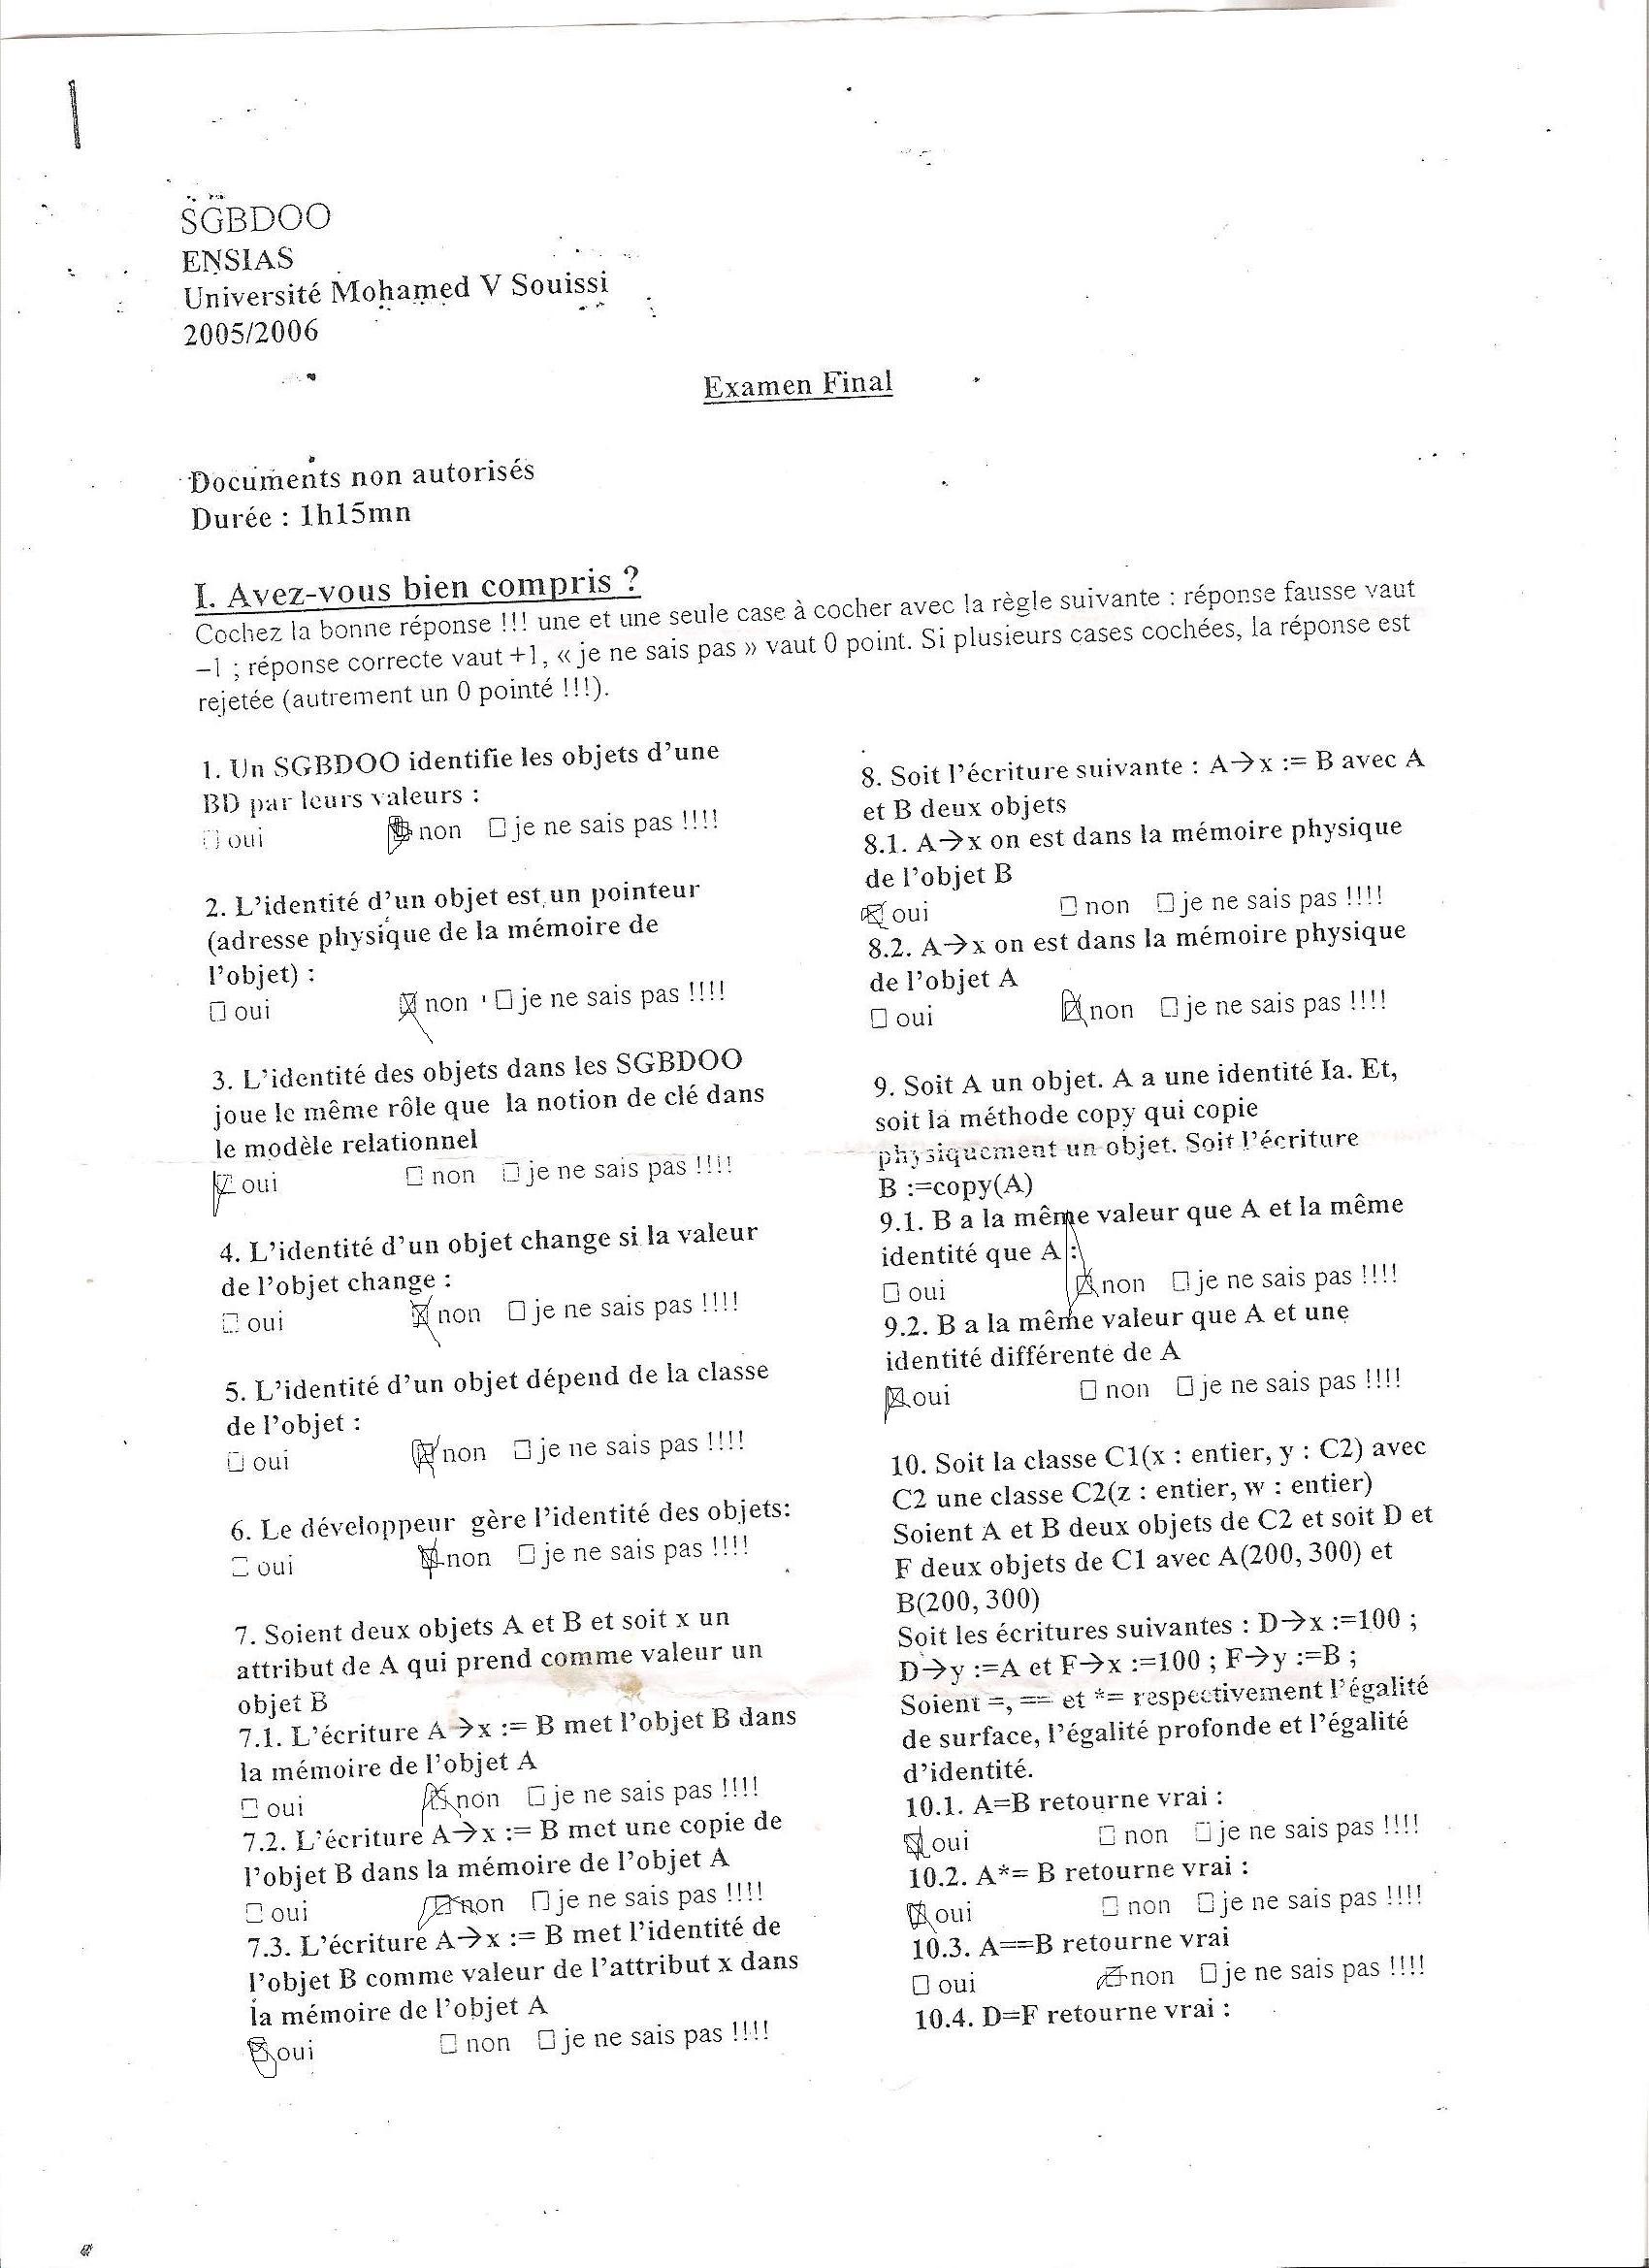 SGBDOO
ENSIAS
Université Mohamed V Souissi
2005/2006
Examen Final
Documents non autorisés
Durée : 1h15mn
I. Avez-vous bien compris ?
Cochez la bonne réponse !!! une et une seule case à cocher avec la règle suivante : réponse fausse vaut
–1 ; réponse correcte vaut +1, « je ne sais pas » vaut 0 point. Si plusieurs cases cochées, la réponse est
rejetée (autrement un 0 pointé !!!).
1. Un SGBDOO identifie les objets d'une
BD par leurs valeurs :
☐ oui ☒ non ☐ je ne sais pas !!!!
2. L'identité d'un objet est un pointeur
(adresse physique de la mémoire de
l'objet) :
☐ oui ☒ non ☐ je ne sais pas !!!!
3. L'identité des objets dans les SGBDOO
joue le même rôle que la notion de clé dans
le modèle relationnel
☒ oui ☐ non ☐ je ne sais pas !!!!
4. L'identité d'un objet change si la valeur
de l'objet change :
☐ oui ☒ non ☐ je ne sais pas !!!!
5. L'identité d'un objet dépend de la classe
de l'objet :
☐ oui ☒ non ☐ je ne sais pas !!!!
6. Le développeur gère l'identité des objets:
☐ oui ☒ non ☐ je ne sais pas !!!!
7. Soient deux objets A et B et soit x un
attribut de A qui prend comme valeur un
objet B
7.1. L'écriture A→x := B met l'objet B dans
la mémoire de l'objet A
☐ oui ☒ non ☐ je ne sais pas !!!!
7.2. L'écriture A→x := B met une copie de
l'objet B dans la mémoire de l'objet A
☐ oui ☒ non ☐ je ne sais pas !!!!
7.3. L'écriture A→x := B met l'identité de
l'objet B comme valeur de l'attribut x dans
la mémoire de l'objet A
☒ oui ☐ non ☐ je ne sais pas !!!!
8. Soit l'écriture suivante : A→x := B avec A
et B deux objets
8.1. A→x on est dans la mémoire physique
de l'objet B
☒ oui ☐ non ☐ je ne sais pas !!!!
8.2. A→x on est dans la mémoire physique
de l'objet A
☐ oui ☒ non ☐ je ne sais pas !!!!
9. Soit A un objet. A a une identité Ia. Et,
soit la méthode copy qui copie
physiquement un objet. Soit l'écriture
B :=copy(A)
9.1. B a la même valeur que A et la même
identité que A :
☐ oui ☒ non ☐ je ne sais pas !!!!
9.2. B a la même valeur que A et une
identité différente de A
☒ oui ☐ non ☐ je ne sais pas !!!!
10. Soit la classe C1(x : entier, y : C2) avec
C2 une classe C2(z : entier, w : entier)
Soient A et B deux objets de C2 et soit D et
F deux objets de C1 avec A(200, 300) et
B(200, 300)
Soit les écritures suivantes : D→x :=100 ;
D→y :=A et F→x :=100 ; F→y :=B ;
Soient =, == et *= respectivement l'égalité
de surface, l'égalité profonde et l'égalité
d'identité.
10.1. A=B retourne vrai :
☒ oui ☐ non ☐ je ne sais pas !!!!
10.2. A*= B retourne vrai :
☒ oui ☐ non ☐ je ne sais pas !!!!
10.3. A==B retourne vrai
☐ oui ☒ non ☐ je ne sais pas !!!!
10.4. D=F retourne vrai :